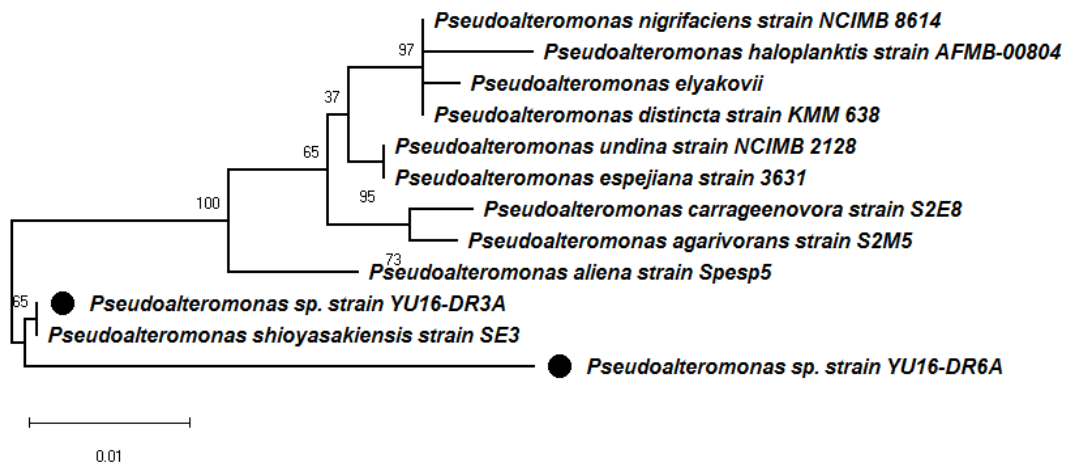 Pseudoalteromonas nigrifaciens strain NCIMB 8614
97
Pseudoalteromonas haloplanktis strain AFMB-00804
Pseudoalteromonas elyakovii
37
Pseudoalteromonas distincta strain KMM 638
65
Pseudoalteromonas undina strain NCIMB 2128
Pseudoalteromonas espejiana strain 3631
95
100
Pseudoalteromonas carrageenovora strain S2E8
Pseudoalteromonas agarivorans strain S2M5
73
Pseudoalteromonas aliena strain Spesp5
65
Pseudoalteromonas sp. strain YU16-DR3A
Pseudoalteromonas shioyasakiensis strain SE3
Pseudoalteromonas sp. strain YU16-DR6A
0.01